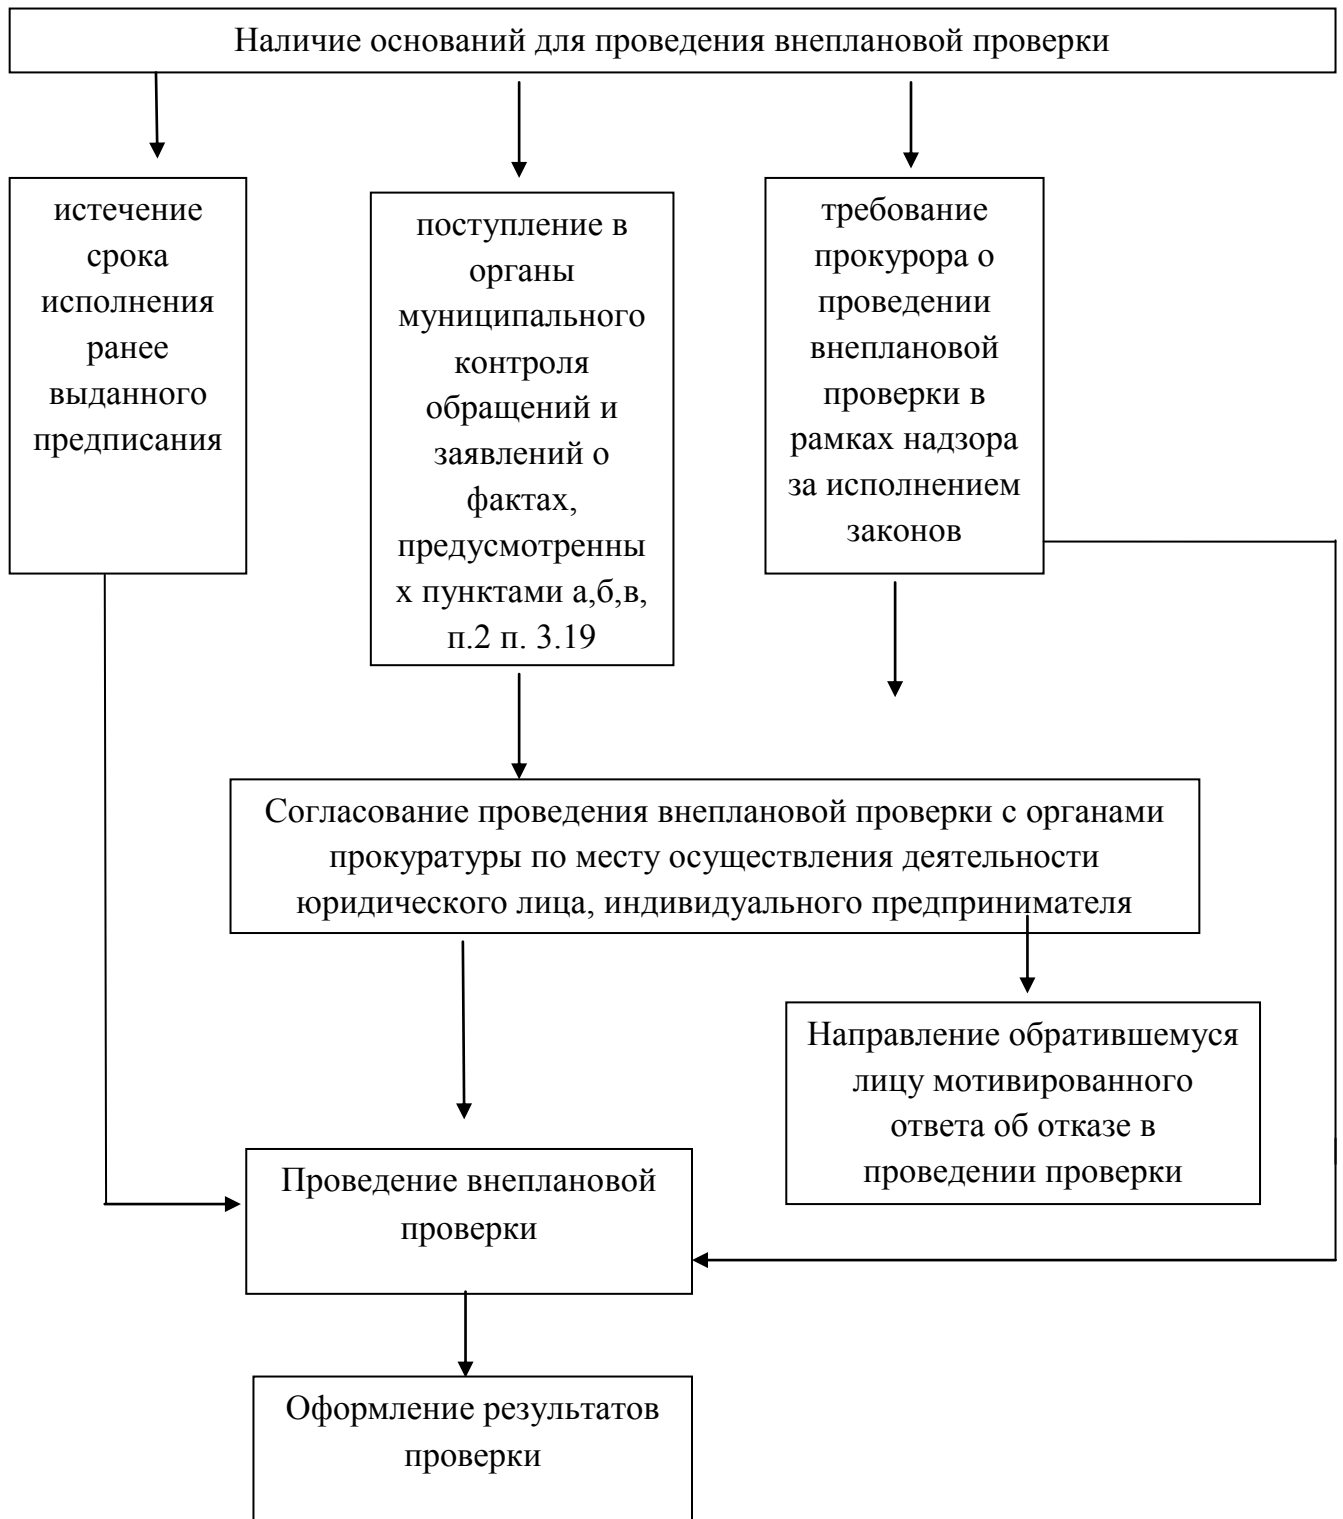 Наличие оснований для проведения внеплановой проверки
истечение
срока
исполнения
ранее
выданного
предписания
поступление в
органы
муниципального
контроля
обращений и
заявлений о
фактах,
предусмотренны
х пунктами а,б,в,
п.2 п. 3.19
требование
прокурора о
проведении
внеплановой
проверки в
рамках надзора
за исполнением
законов
Согласование проведения внеплановой проверки с органами
прокуратуры по месту осуществления деятельности
юридического лица, индивидуального предпринимателя
Направление обратившемуся
лицу мотивированного
ответа об отказе в
проведении проверки
Проведение внеплановой
проверки
Оформление результатов
проверки